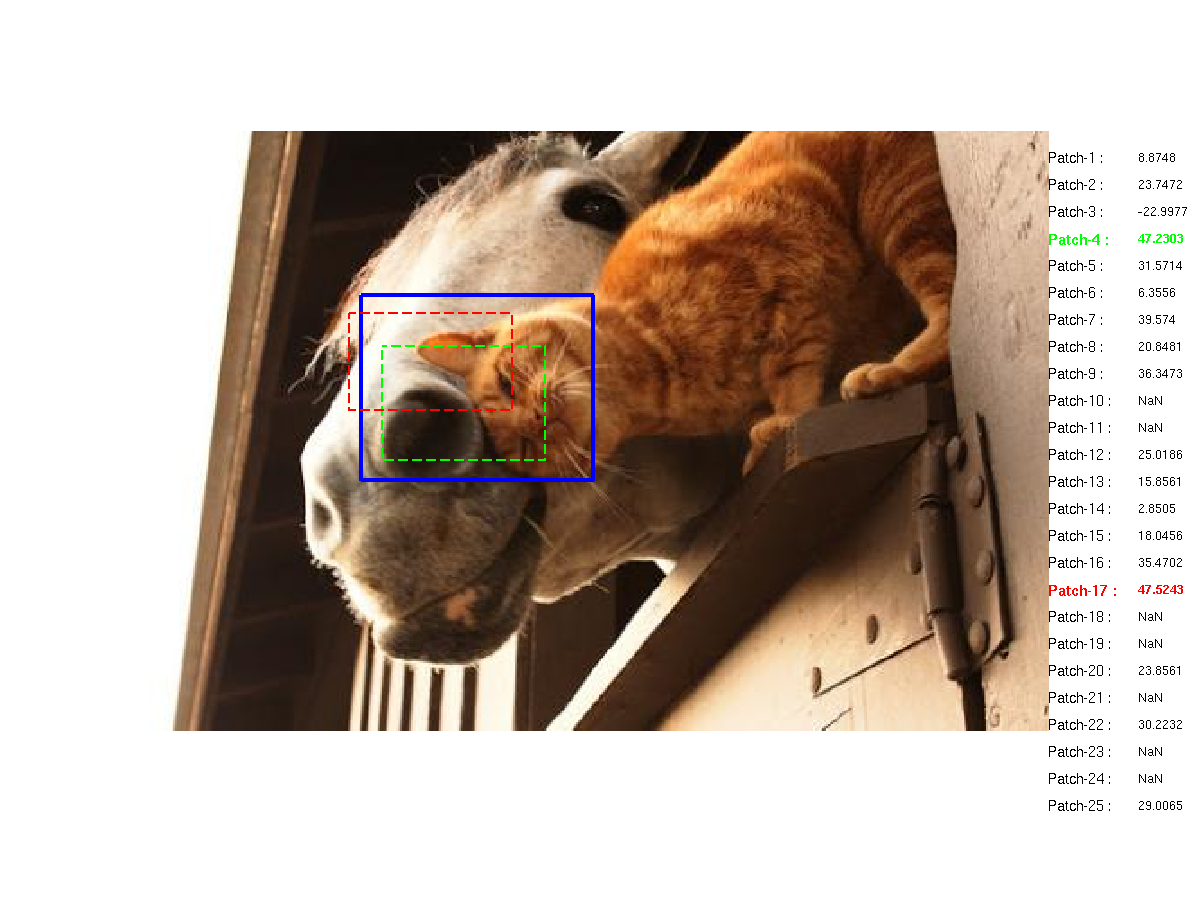 Patch-1 : 8.8748
Patch-2 : 23.7472
Patch-3 : -22.9977
Patch-4 : 47.2303
Patch-5 : 31.5714
Patch-6 : 6.3556
Patch-7 : 39.574
Patch-8 : 20.8481
Patch-9 : 36.3473
Patch-10 : NaN
Patch-11 : NaN
Patch-12 : 25.0186
Patch-13 : 15.8561
Patch-14 : 2.8505
Patch-15 : 18.0456
Patch-16 : 35.4702
Patch-17 : 47.5243
Patch-18 : NaN
Patch-19 : NaN
Patch-20 : 23.8561
Patch-21 : NaN
Patch-22 : 30.2232
Patch-23 : NaN
Patch-24 : NaN
Patch-25 : 29.0065